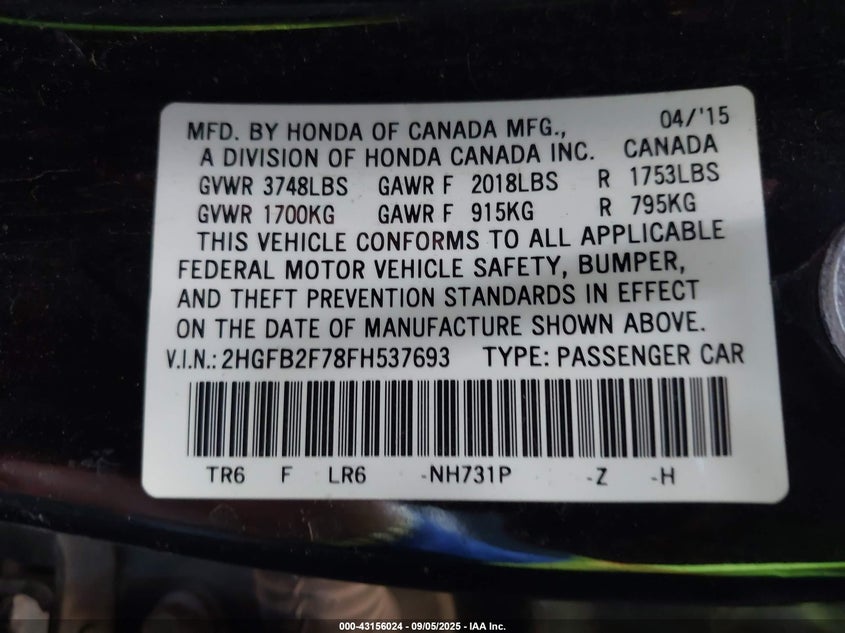 MFD. BY HONDA OF CANADA MFG., 04/'15
A DIVISION OF HONDA CANADA INC. CANADA
GVWR 3748LBS GAWR F 2018LBS R 1753LBS
GVWR 1700KG GAWR F 915KG R 795KG
THIS VEHICLE CONFORMS TO ALL APPLICABLE
FEDERAL MOTOR VEHICLE SAFETY, BUMPER,
AND THEFT PREVENTION STANDARDS IN EFFECT
ON THE DATE OF MANUFACTURE SHOWN ABOVE.
V.I.N.: 2HGFB2F78FH537693 TYPE: PASSENGER CAR
TR6 F LR6 -NH731P -Z -H
000-43156024 - 09/05/2025 - IAA Inc.